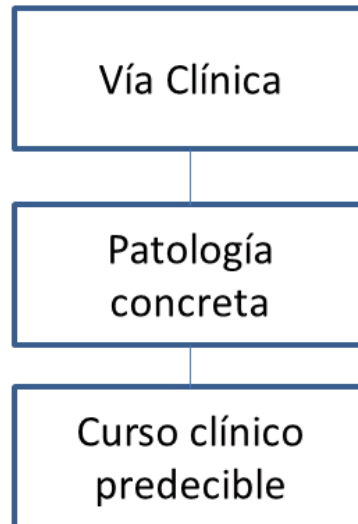 Vía Clínica
Patología
concreta
Curso clínico
predecible